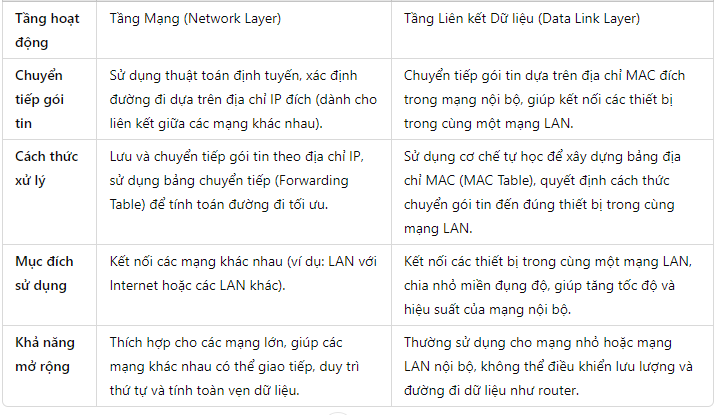 Tầng hoạt động
Tầng Mạng (Network Layer)
Tầng Liên kết Dữ liệu (Data Link Layer)
Chuyển
tiếp gói
tin
Sử dụng thuật toán định tuyến, xác định
đường đi dựa trên địa chỉ IP đích (dành cho
liên kết giữa các mạng khác nhau).
Chuyển tiếp gói tin dựa trên địa chỉ MAC đích
trong mạng nội bộ, giúp kết nối các thiết bị
trong cùng một mạng LAN.
Cách thức
xử lý
Lưu và chuyển tiếp gói tin theo địa chỉ IP,
sử dụng bảng chuyển tiếp (Forwarding
Table) để tính toán đường đi tối ưu.
Sử dụng cơ chế tự học để xây dựng bảng địa
chỉ MAC (MAC Table), quyết định cách thức
chuyển gói tin đến đúng thiết bị trong cùng
mạng LAN.
Mục đích
sử dụng
Kết nối các mạng khác nhau (ví dụ: LAN với
Internet hoặc các LAN khác).
Kết nối các thiết bị trong cùng một mạng LAN,
chia nhỏ miền đụng độ, giúp tăng tốc độ và
hiệu suất của mạng nội bộ.
Khả năng
mở rộng
Thích hợp cho các mạng lớn, giúp các
mạng khác nhau có thể giao tiếp, duy trì
thứ tự và tính toàn vẹn dữ liệu.
Thường sử dụng cho mạng nhỏ hoặc mạng
LAN nội bộ, không thể điều khiển lưu lượng và
đường đi dữ liệu như router.